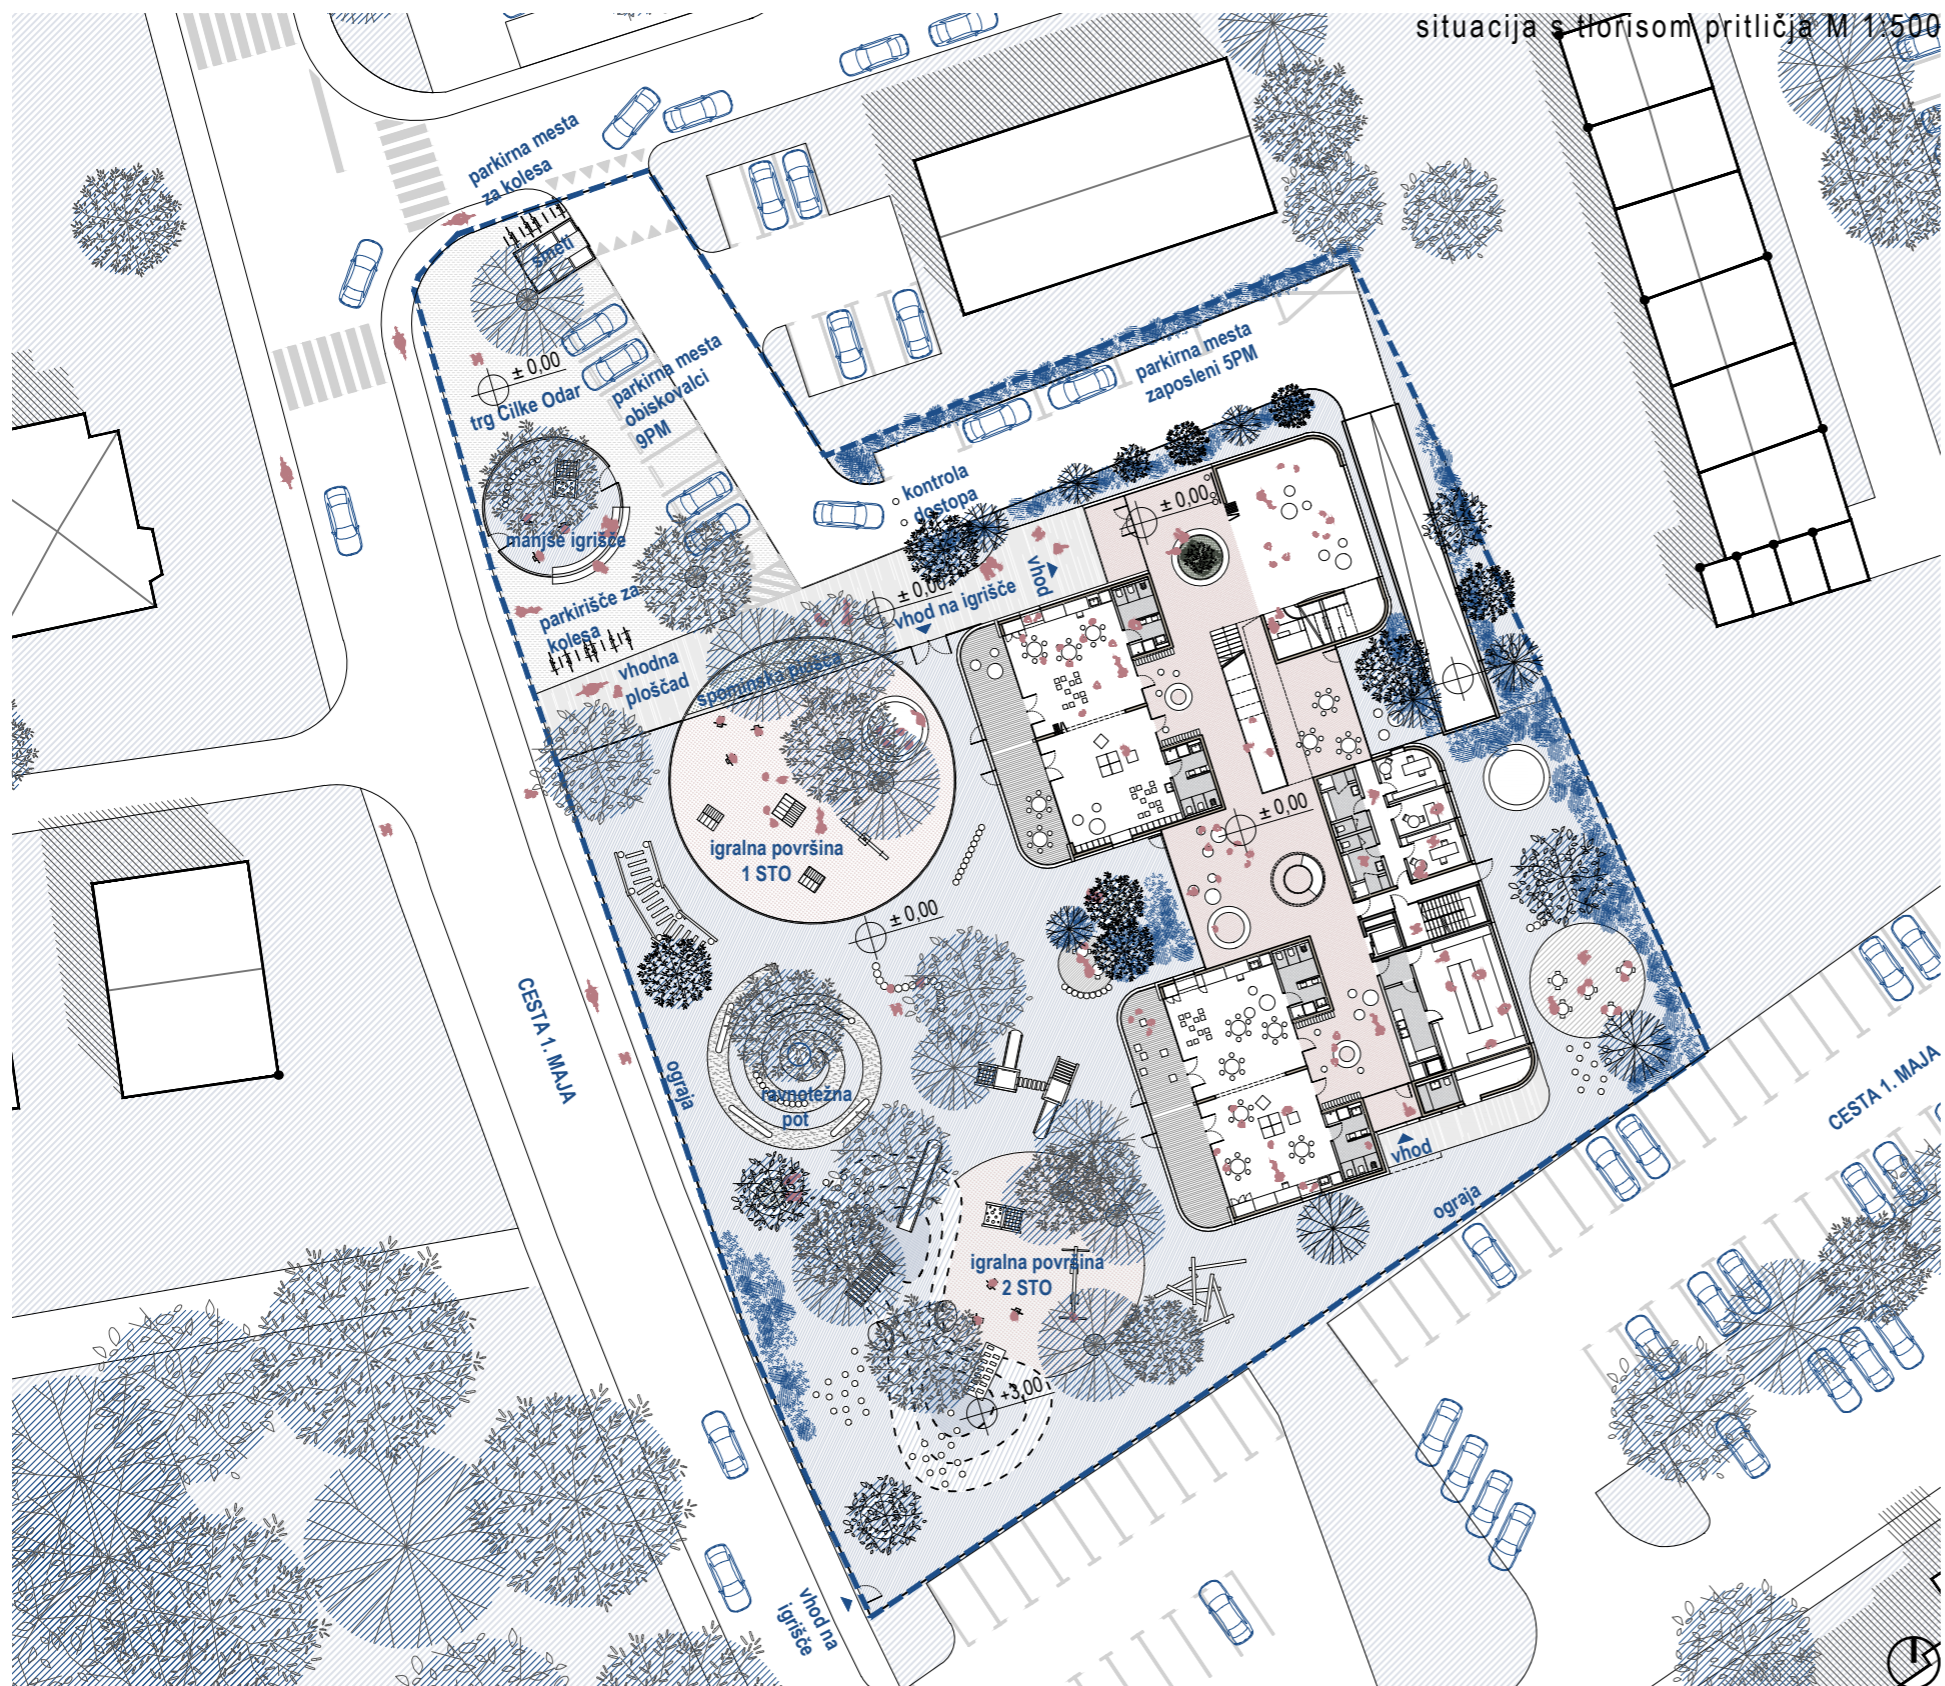 situacija s tlorisom pritličja M 1:500
parkirna mesta
za kolesa
smeti
± 0,00
trg Cilke Odar
parkirna mesta
obiskovalci
9PM
parkirna mesta
zaposleni 5PM
kontrola
dostopa
± 0,00
manjše igrišče
vhod
± 0,00
vhod na igrišče
parkirišče za
kolesa
vhodna
ploščad
spominska plošča
± 0,00
igralna površina
1 STO
± 0,00
CESTA 1. MAJA
ograja
ravnotežna
pot
CESTA 1. MAJA
vhod
ograja
igralna površina
2 STO
+3,00
vhod na
igrišče